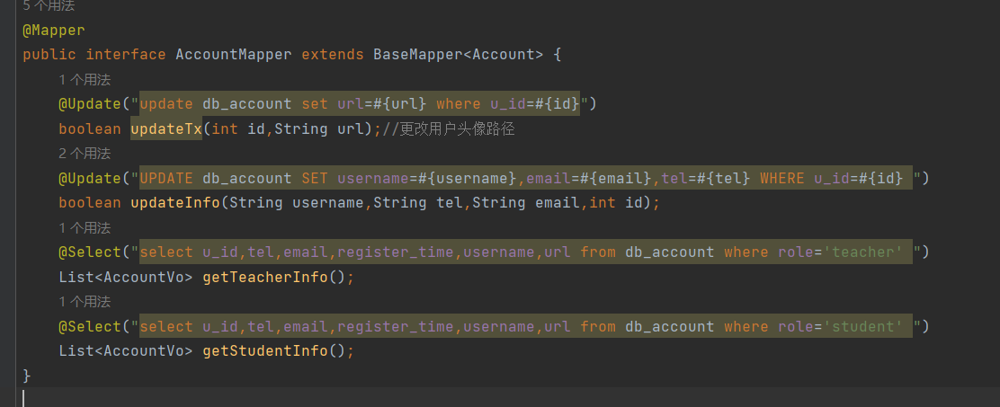 5 个用法
@Mapper
public interface AccountMapper extends BaseMapper<Account> {
1 个用法
@Update("update db_account set url=#{url} where u_id=#{id}")
boolean updateTx(int id,String url);//更改用户头像路径
2 个用法
@Update("UPDATE db_account SET username=#{username},email=#{email},tel=#{tel} WHERE u_id=#{id} ")
boolean updateInfo(String username,String tel,String email,int id);
1 个用法
@Select("select u_id,tel,email,register_time,username,url from db_account where role='teacher' ")
List<AccountVo> getTeacherInfo();
1 个用法
@Select("select u_id,tel,email,register_time,username,url from db_account where role='student' ")
List<AccountVo> getStudentInfo();
}